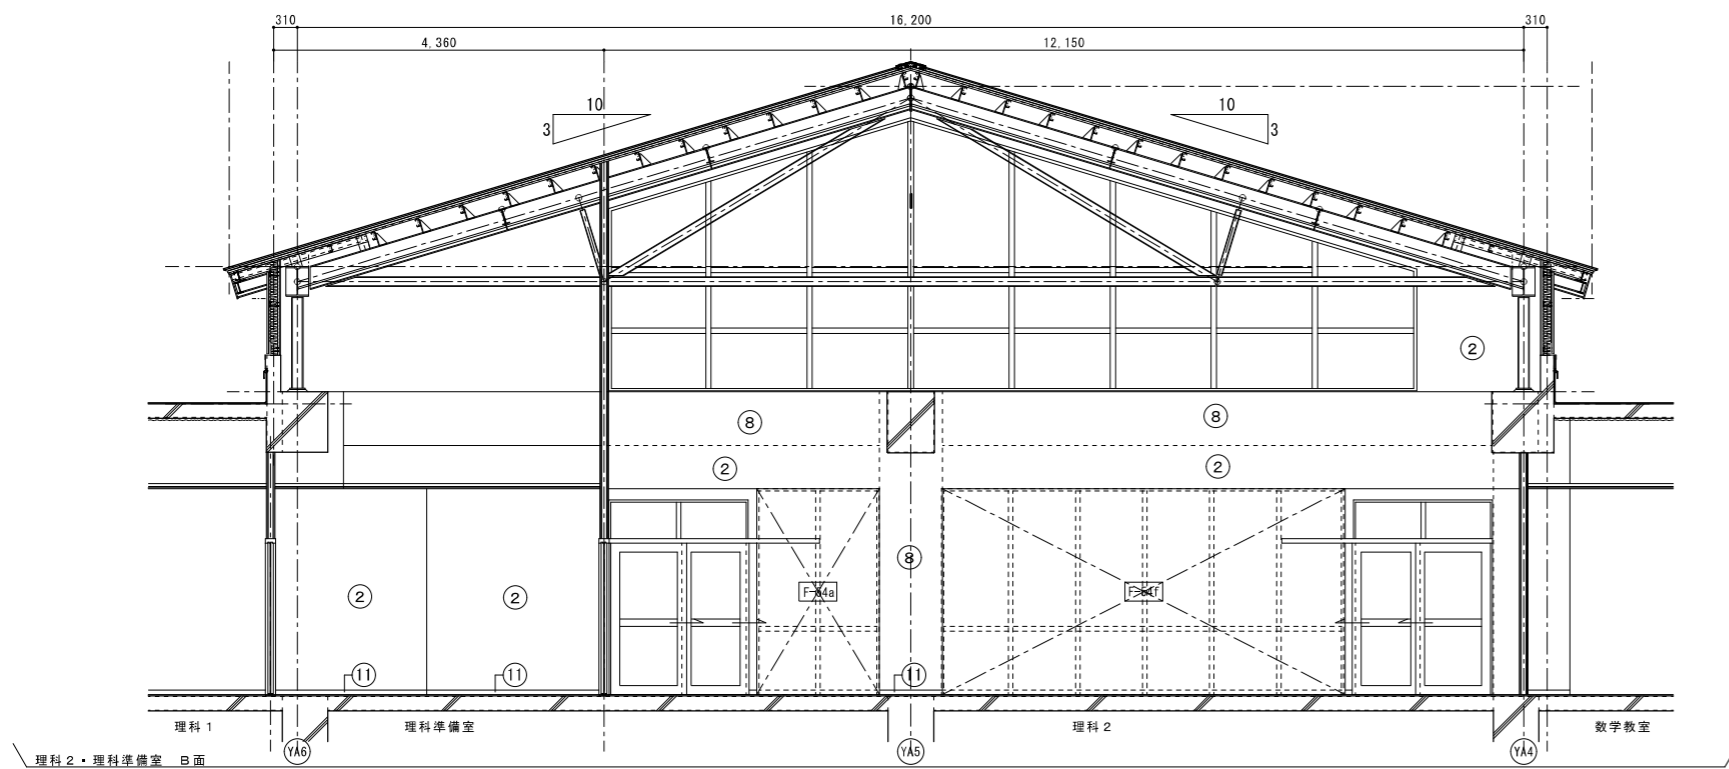 310 16,200 310
4,360 12,150
10 10
3 3
②
⑧ ⑧
② ②
⑧
② ② F-54a F-54f
⑪ ⑪ ⑪
理科1 理科準備室 理科2 数学教室
YA6 YA5 YA4
理科2・理科準備室 B面